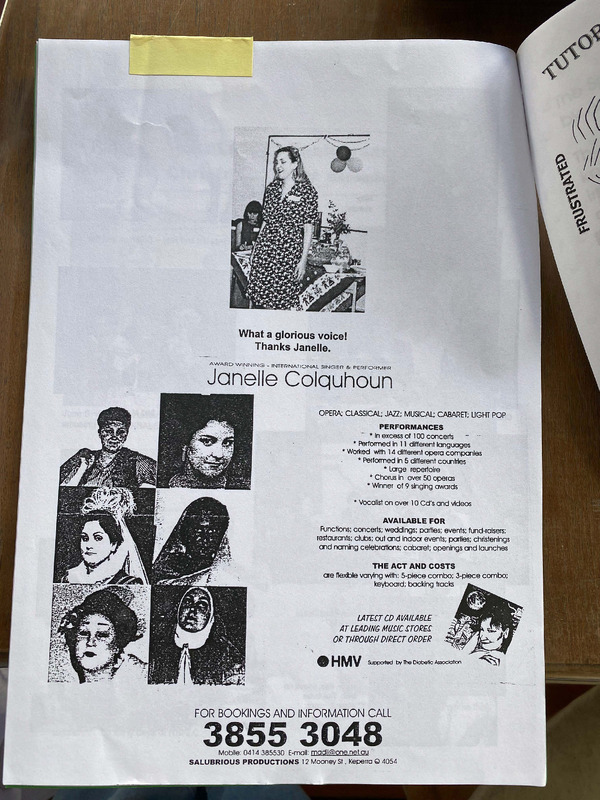 TUTOR
FRUSTRATED
What a glorious voice!
Thanks Janelle.
AWARD WINNING - INTERNATIONAL SINGER & PERFORMER
Janelle Colquhoun
OPERA; CLASSICAL; JAZZ; MUSICAL; CABARET; LIGHT POP
PERFORMANCES
* In excess of 100 concerts
* Performed in 11 different languages
* Worked with 14 different opera companies
* Performed in 5 different countries
* Large repertoire
* Chorus in over 50 operas
* Winner of 9 singing awards
* Vocalist on over 10 Cd's and videos
AVAILABLE FOR
Functions; concerts; weddings; parties; events; fund-raisers;
restaurants; clubs; out and indoor events; parties; christenings
and naming celebrations; cabaret; openings and launches
THE ACT AND COSTS
are flexible varying with: 5-piece combo; 3-piece combo;
keyboard; backing tracks
LATEST CD AVAILABLE
AT LEADING MUSIC STORES
OR THROUGH DIRECT ORDER
HMV Supported by The Diabetic Association
FOR BOOKINGS AND INFORMATION CALL
3855 3048
Mobile: 0414 385530 E-mail: madj@one.net.au
SALUBRIOUS PRODUCTIONS 12 Mooney St, Keperra Q 4054